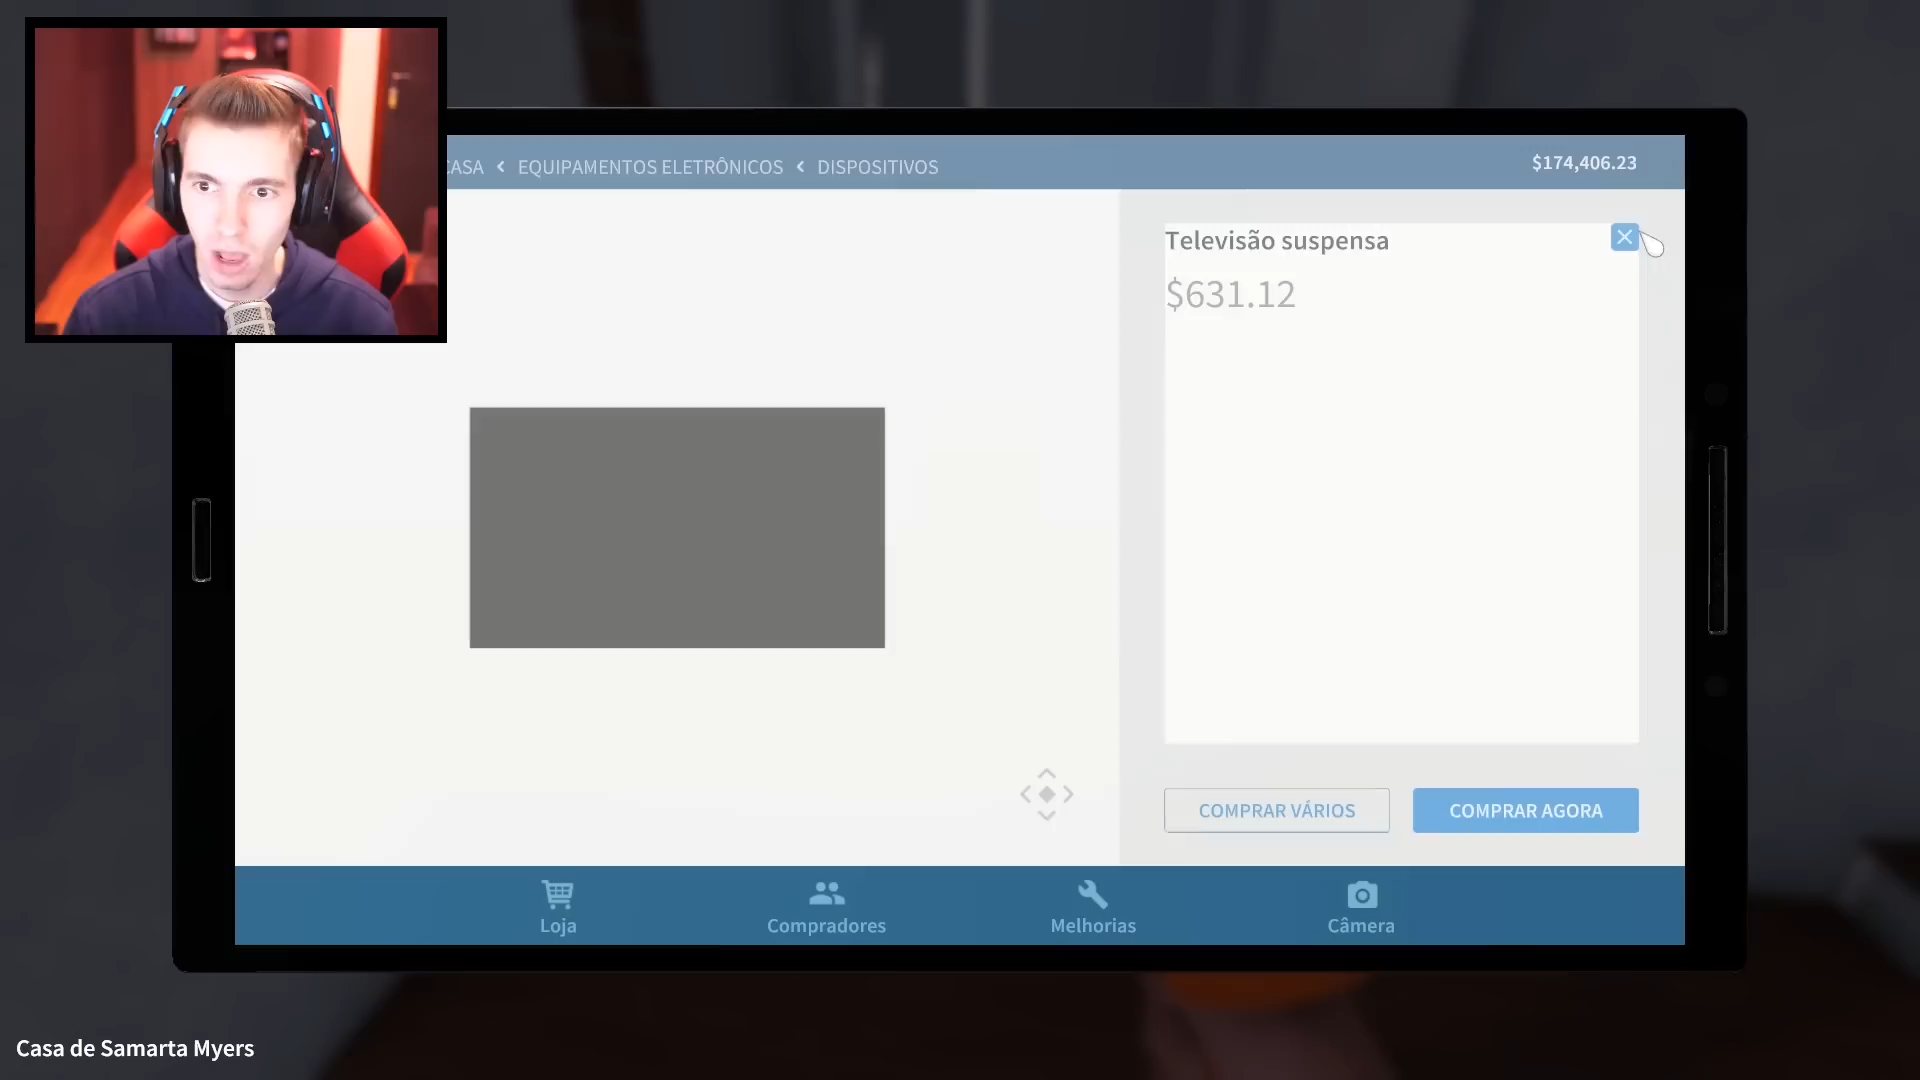 CASA < EQUIPAMENTOS ELETRÔNICOS < DISPOSITIVOS
$174,406.23
Televisão suspensa
$631.12
COMPRAR VÁRIOS
COMPRAR AGORA
Loja
Compradores
Melhorias
Câmera
Casa de Samarta Myers